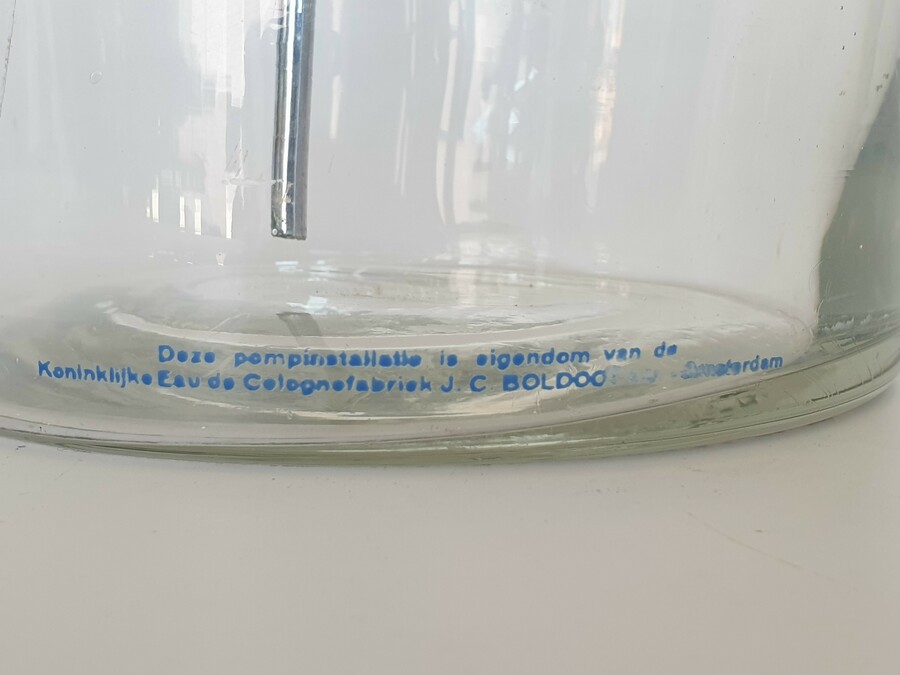 Deze pompinstallatie is eigendom van de
Koninklijke Eau de Colognefabriek J. C BOLDOO Amsterdam